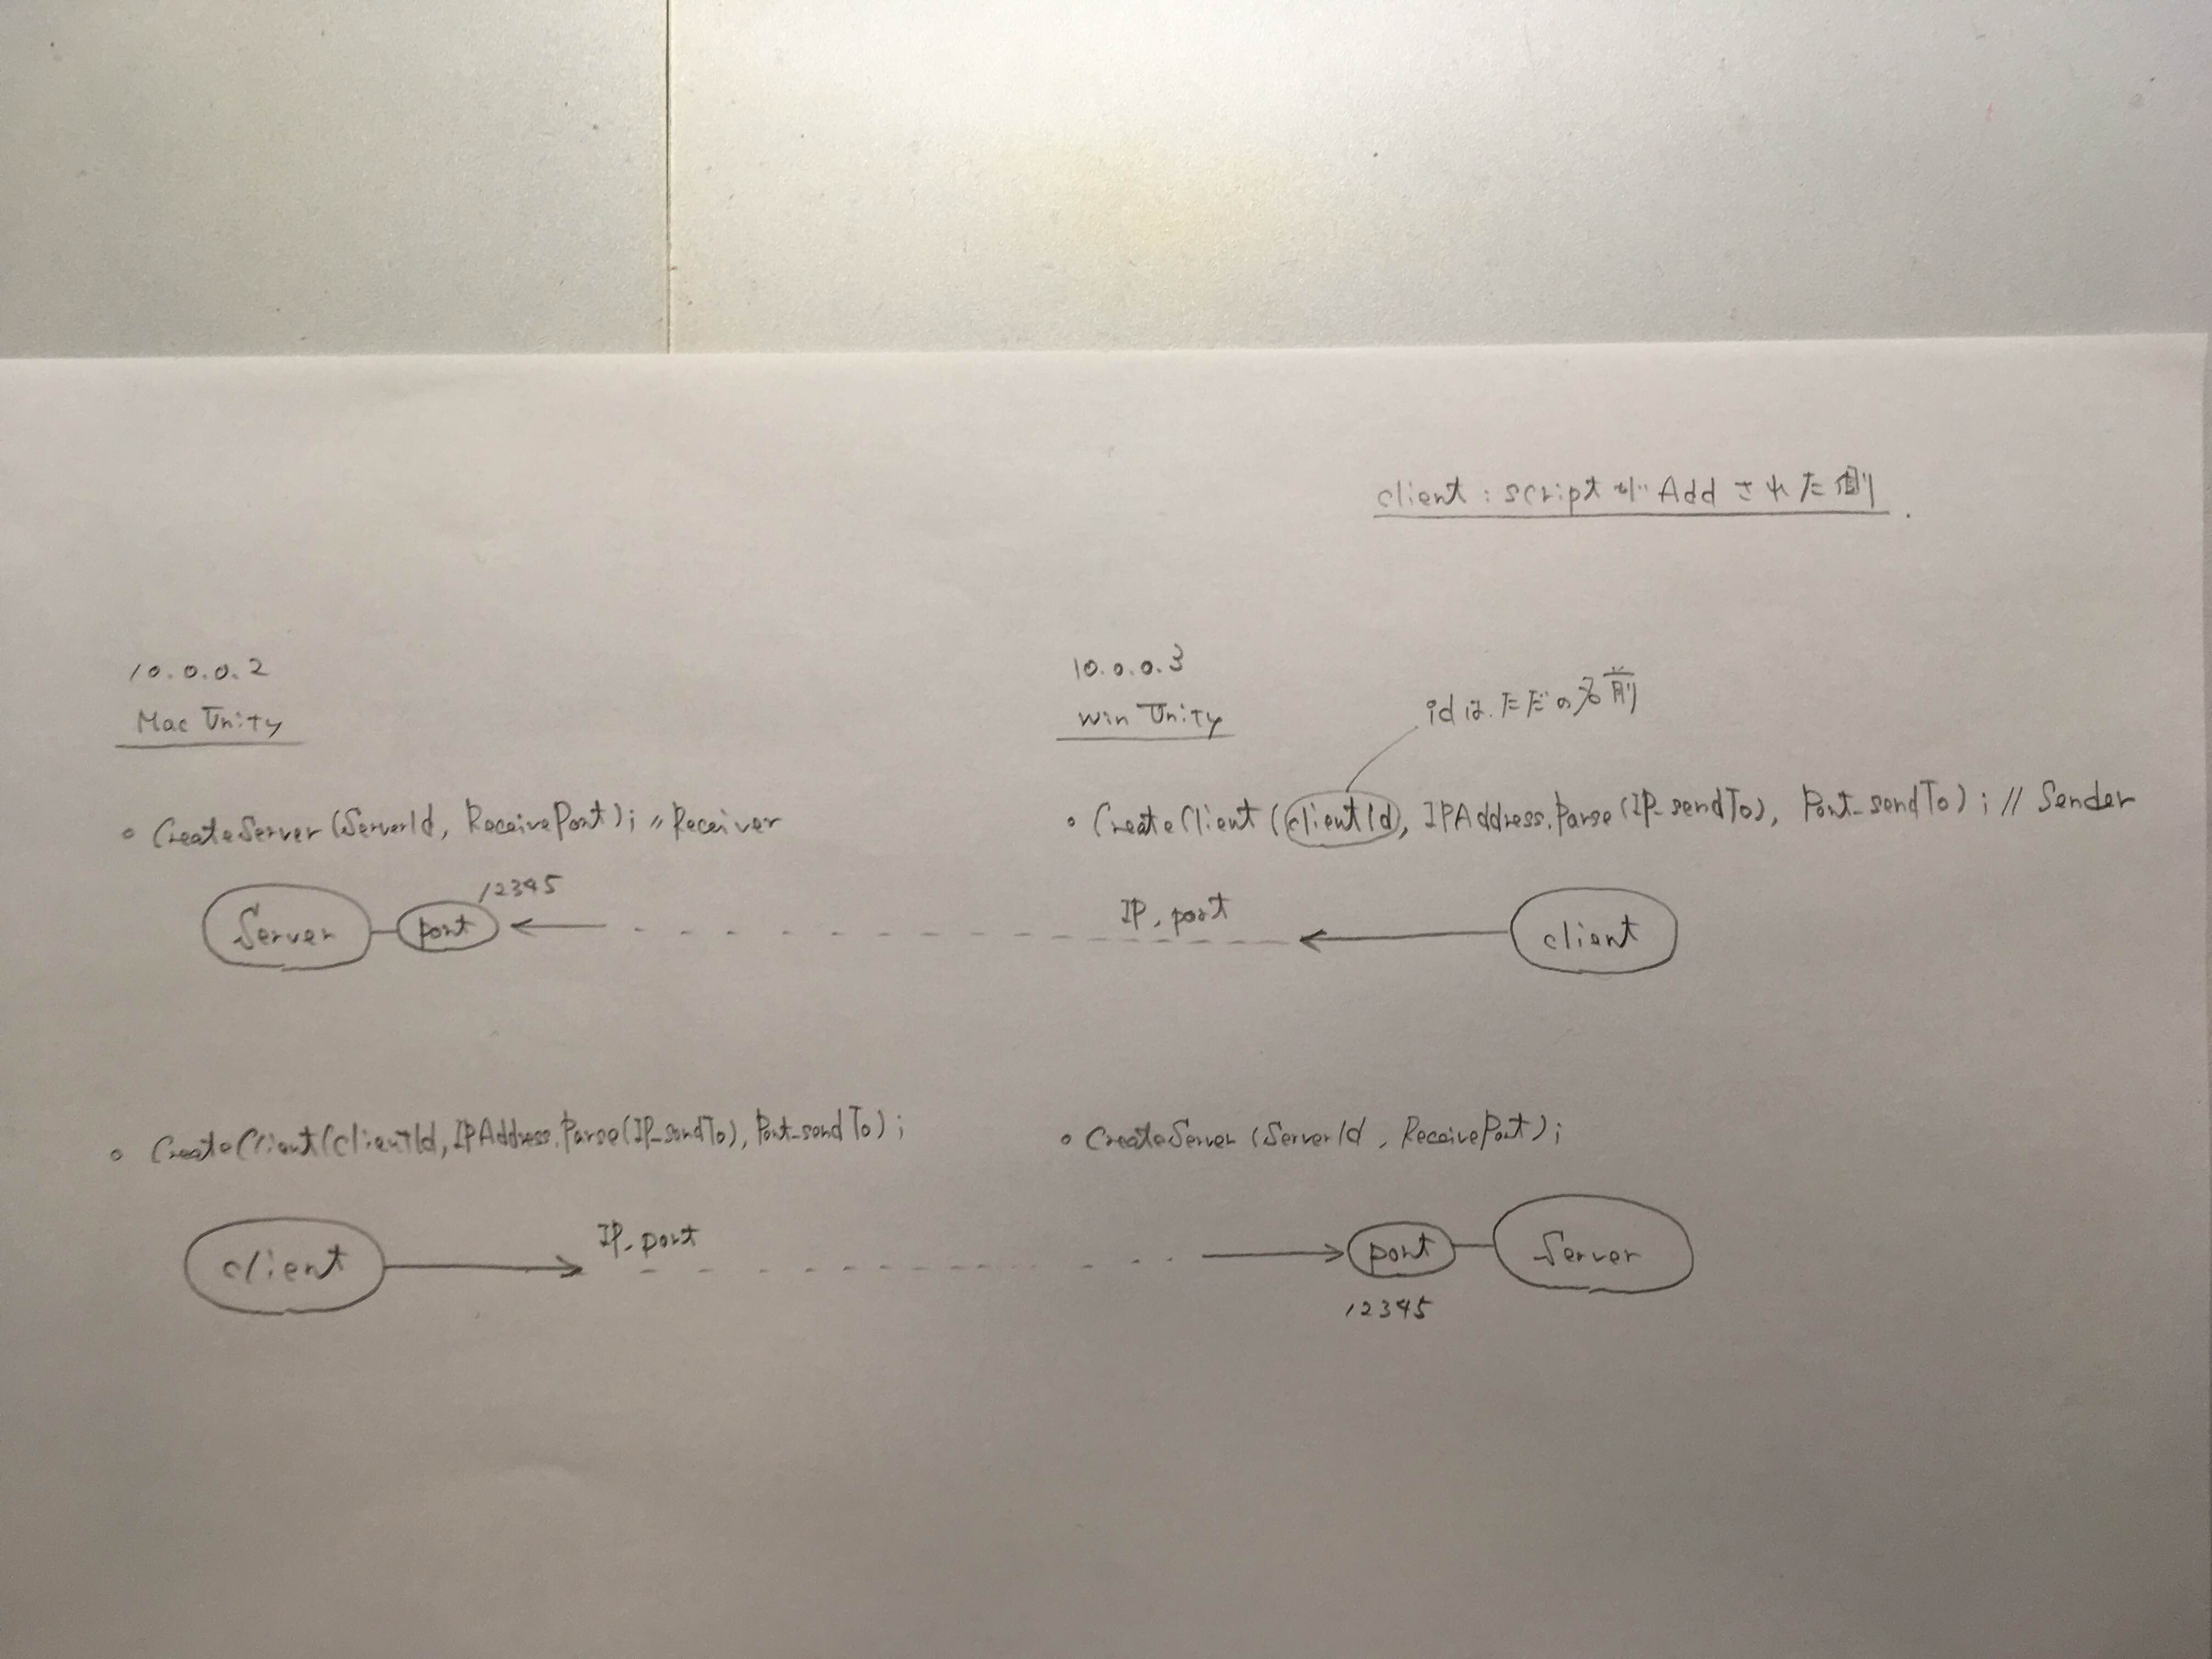 client : scriptがAddされた側.
10.0.0.2
Mac Unity
10.0.0.3
Win Unity
idは.ただの名前
○ CreateServer (ServerId, ReceivePort); // Receiver
○ CreateClient (clientId, IPAddress.Parse (IP_sendTo), Port_sendTo) ; // Sender
Server
port
12345
IP, port
client
○ CreateClient(clientId, IPAddress.Parse(IP_sendTo), Port_sendTo) ;
○ CreateServer (ServerId, ReceivePort);
client
IP, port
port
Server
12345